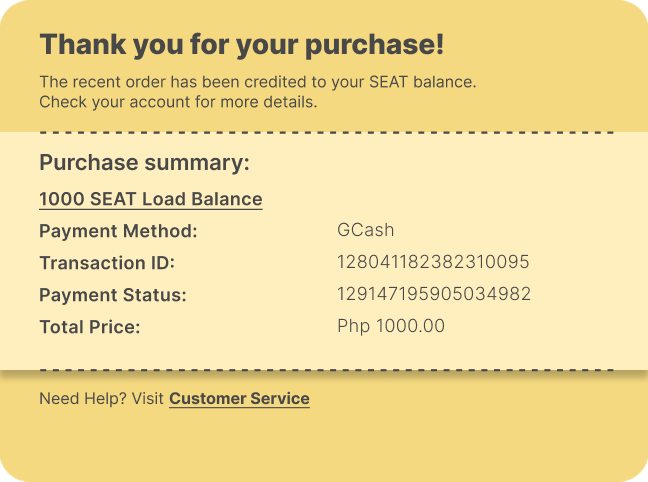 Thank you for your purchase!
The recent order has been credited to your SEAT balance.
Check your account for more details.
Purchase summary:
1000 SEAT Load Balance
Payment Method: GCash
Transaction ID: 128041182382310095
Payment Status: 129147195905034982
Total Price: Php 1000.00
Need Help? Visit Customer Service